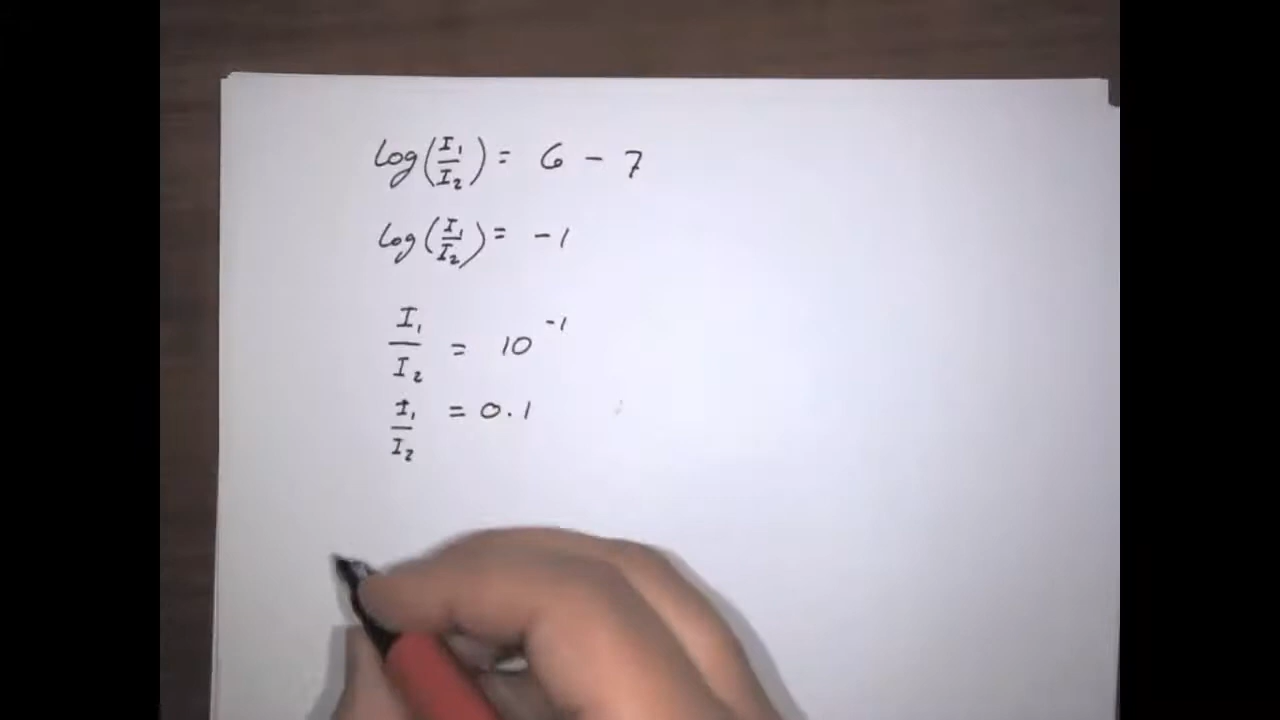 log(I₁/I₂) = 6 - 7
log(I₁/I₂) = -1
I₁/I₂ = 10⁻¹
I₁/I₂ = 0.1